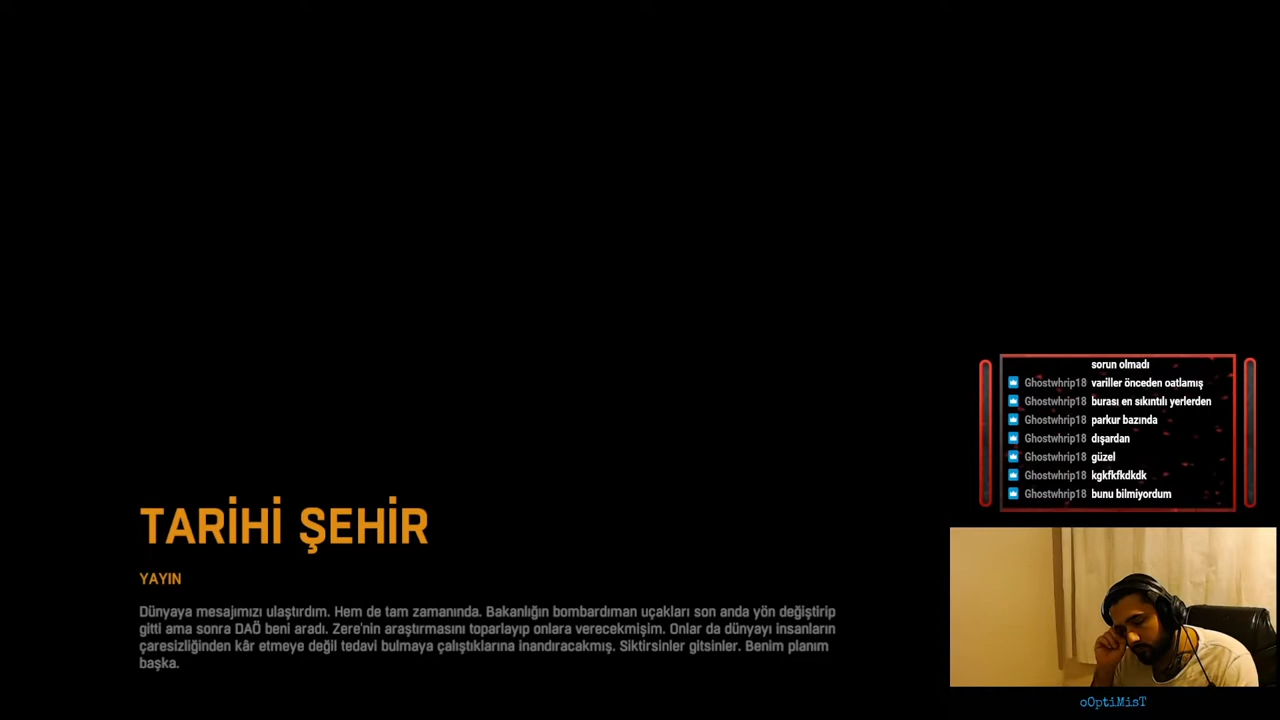 TARİHİ ŞEHİR
YAYIN
Dünyaya mesajımızı ulaştırdım. Hem de tam zamanında. Bakanlığın bombardıman uçakları son anda yön değiştirip
gitti ama sonra DAÖ beni aradı. Zere'nin araştırmasını toparlayıp onlara verecekmişim. Onlar da dünyayı insanların
çaresizliğinden kâr etmeye değil tedavi bulmaya çalıştıklarına inandıracakmış. Siktirsinler gitsinler. Benim planım
başka.
sorun olmadı
Ghostwhrip18 variller önceden oatlamış
Ghostwhrip18 burası en sıkıntılı yerlerden
Ghostwhrip18 parkur bazında
Ghostwhrip18 dışardan
Ghostwhrip18 güzel
Ghostwhrip18 kgkfkfkdkdk
Ghostwhrip18 bunu bilmiyordum
oOptiMisT